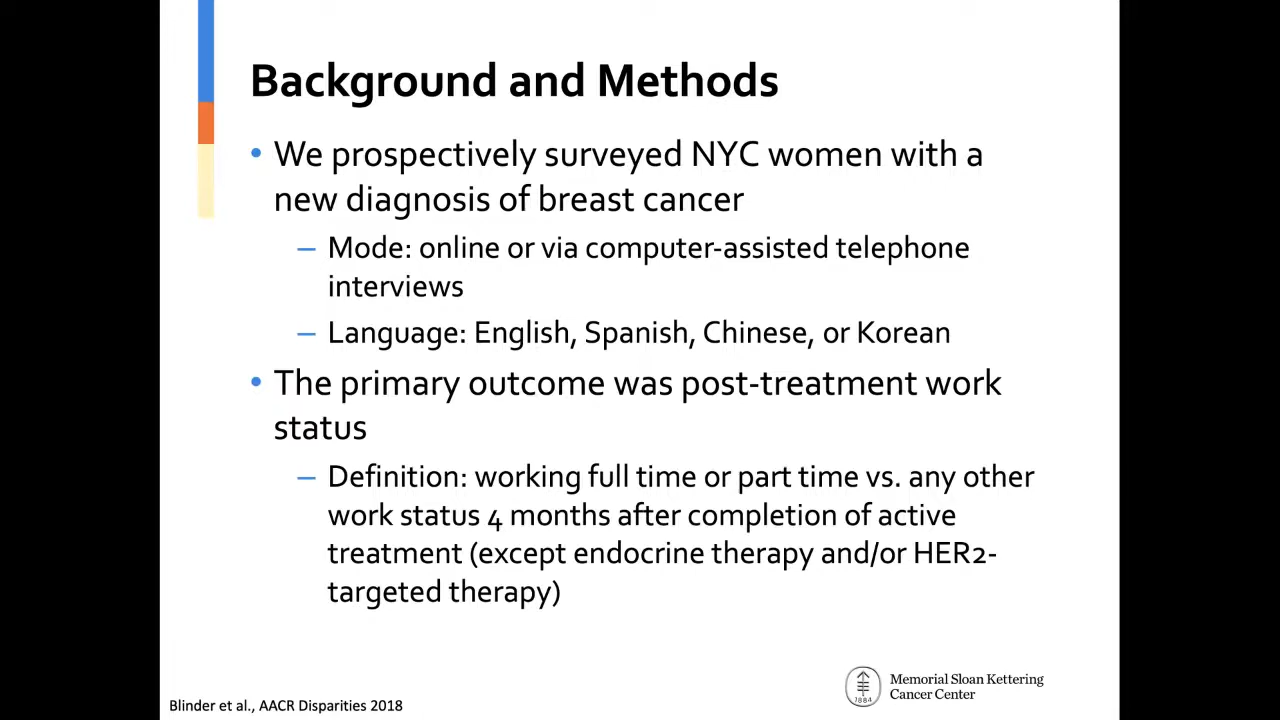 Background and Methods
• We prospectively surveyed NYC women with a
new diagnosis of breast cancer
– Mode: online or via computer-assisted telephone
interviews
– Language: English, Spanish, Chinese, or Korean
• The primary outcome was post-treatment work
status
– Definition: working full time or part time vs. any other
work status 4 months after completion of active
treatment (except endocrine therapy and/or HER2-
targeted therapy)
1884
Memorial Sloan Kettering
Cancer Center
Blinder et al., AACR Disparities 2018